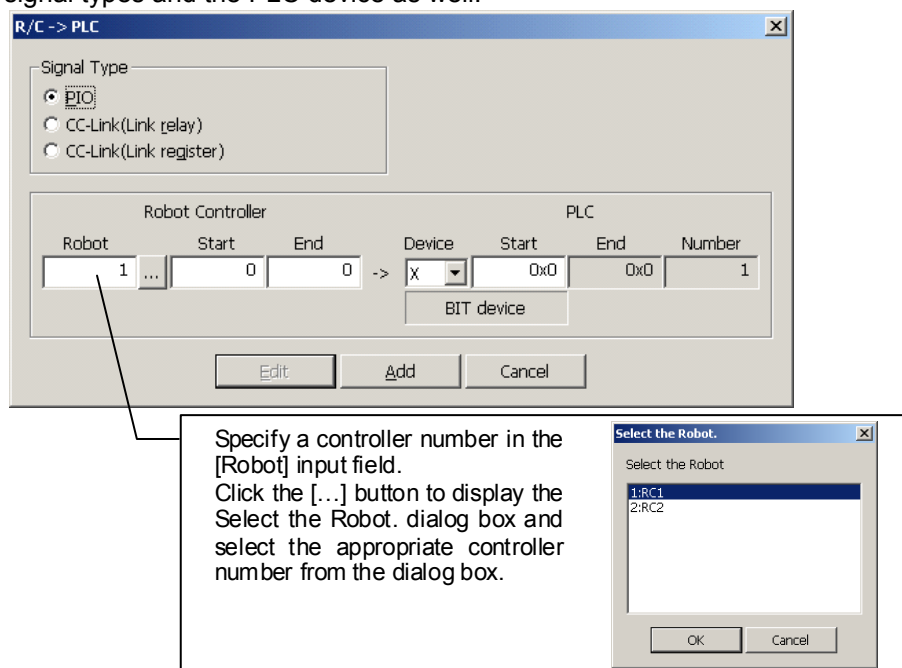 signal types and the PLC device as well.
R/C -> PLC
Signal Type
PIO
CC-Link(Link relay)
CC-Link(Link register)
Robot Controller PLC
Robot Start End Device Start End Number
1 ... 0 0 -> X 0x0 0x0 1
BIT device
Edit Add Cancel
Specify a controller number in the
[Robot] input field.
Click the […] button to display the
Select the Robot. dialog box and
select the appropriate controller
number from the dialog box.
Select the Robot.
Select the Robot
1:RC1
2:RC2
OK Cancel